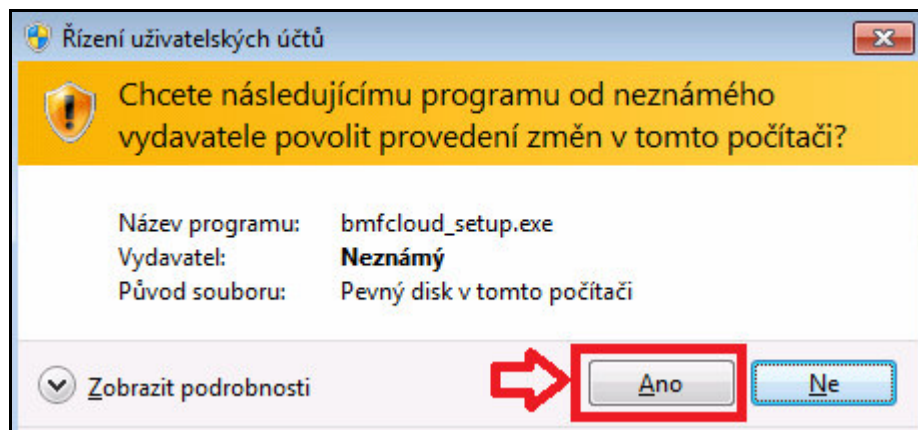 Řízení uživatelských účtů
Chcete následujícímu programu od neznámého
vydavatele povolit provedení změn v tomto počítači?
Název programu: bmfcloud_setup.exe
Vydavatel: Neznámý
Původ souboru: Pevný disk v tomto počítači
Zobrazit podrobnosti Ano Ne